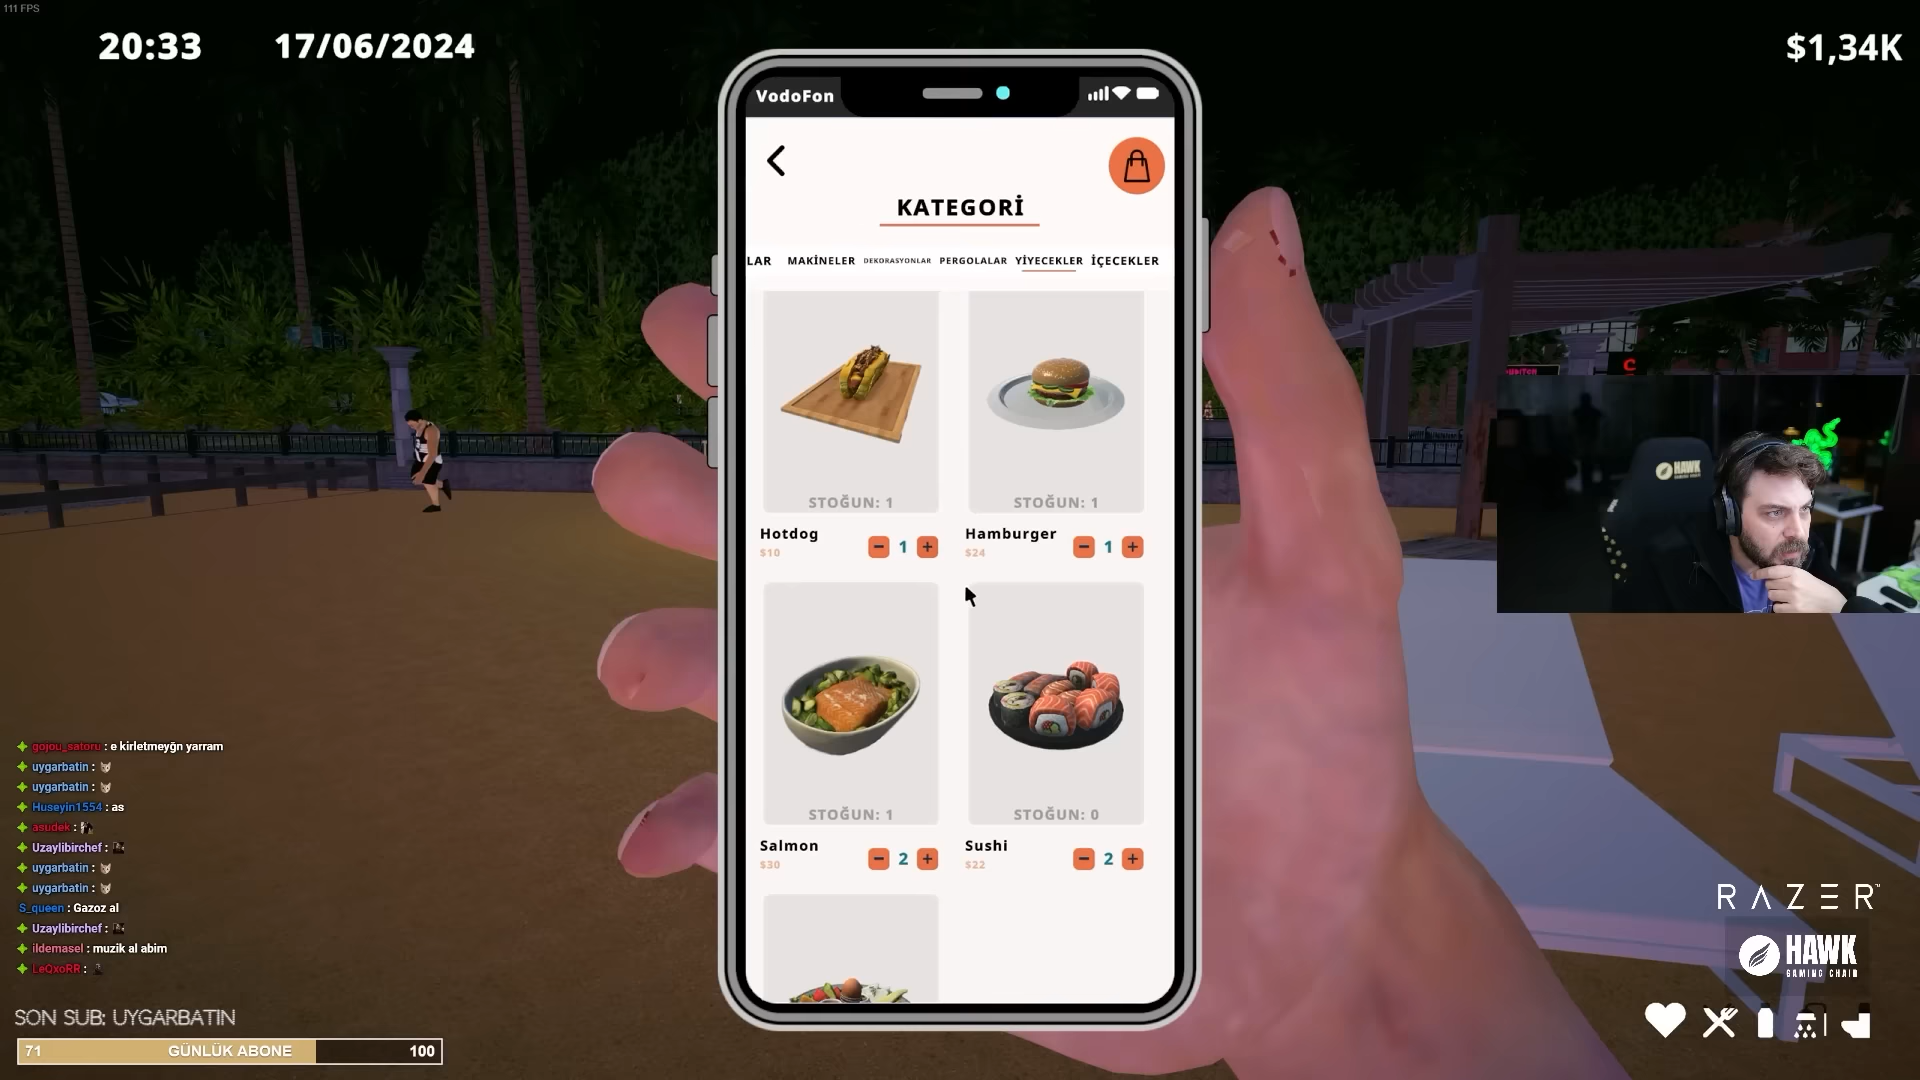 111 FPS
20:33
17/06/2024
$1,34K
VodoFon
KATEGORİ
LAR
MAKİNELER
DEKORASYONLAR
PERGOLALAR
YİYECEKLER
İÇECEKLER
STOĞUN: 1
STOĞUN: 1
Hotdog
$10
1
Hamburger
$24
1
STOĞUN: 1
STOĞUN: 0
Salmon
$30
2
Sushi
$22
2
HAWK
gojou_satoru : e kirletmeyğn yarram
uygarbatin :
uygarbatin :
Huseyin1554 : as
asudek :
Uzaylibirchef :
uygarbatin :
uygarbatin :
S_queen : Gazoz al
Uzaylibirchef :
ildemasel : muzik al abim
LeQxoRR :
SON SUB: UYGARBATIN
71
GÜNLÜK ABONE
100
RAZER™
HAWK
GAMING CHAIR